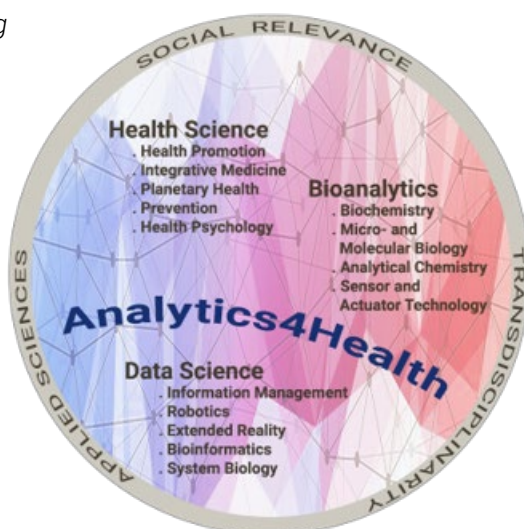 g
SOCIAL RELEVANCE
Health Science
. Health Promotion
. Integrative Medicine
. Planetary Health
. Prevention
. Health Psychology
Bioanalytics
. Biochemistry
. Micro- and
Molecular Biology
. Analytical Chemistry
. Sensor and
Actuator Technology
Analytics4Health
Data Science
. Information Management
. Robotics
. Extended Reality
. Bioinformatics
. System Biology
APPLIED SCIENCES
TRANSDISCIPLINARITY